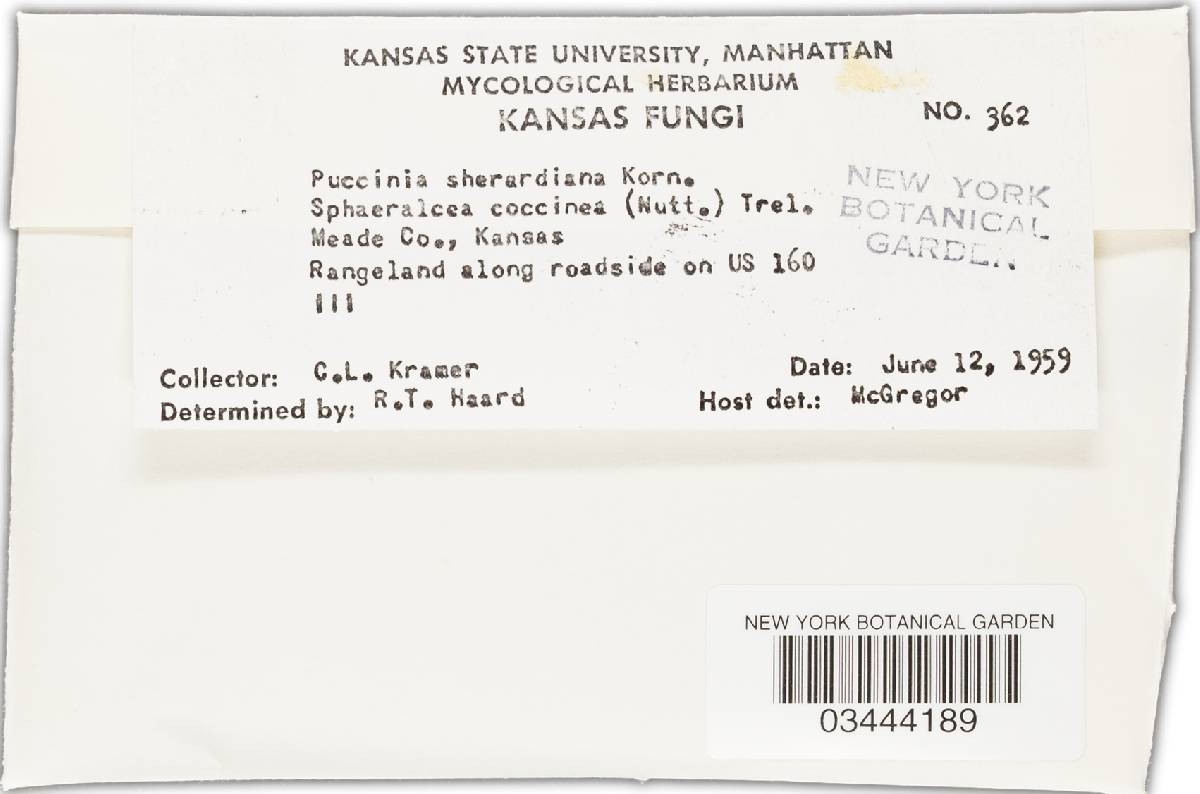 KANSAS STATE UNIVERSITY, MANHATTAN
MYCOLOGICAL HERBARIUM
KANSAS FUNGI
NO. 362
Puccinia sherardiana Korn.
Sphaeralcea coccinea (Nutt.) Trel.
Meade Co., Kansas
Rangeland along roadside on US 160
III
NEW YORK
BOTANICAL
GARDEN
Collector: C.L. Kramer
Date: June 12, 1959
Determined by: R.T. Haard
Host det.: McGregor
NEW YORK BOTANICAL GARDEN
03444189